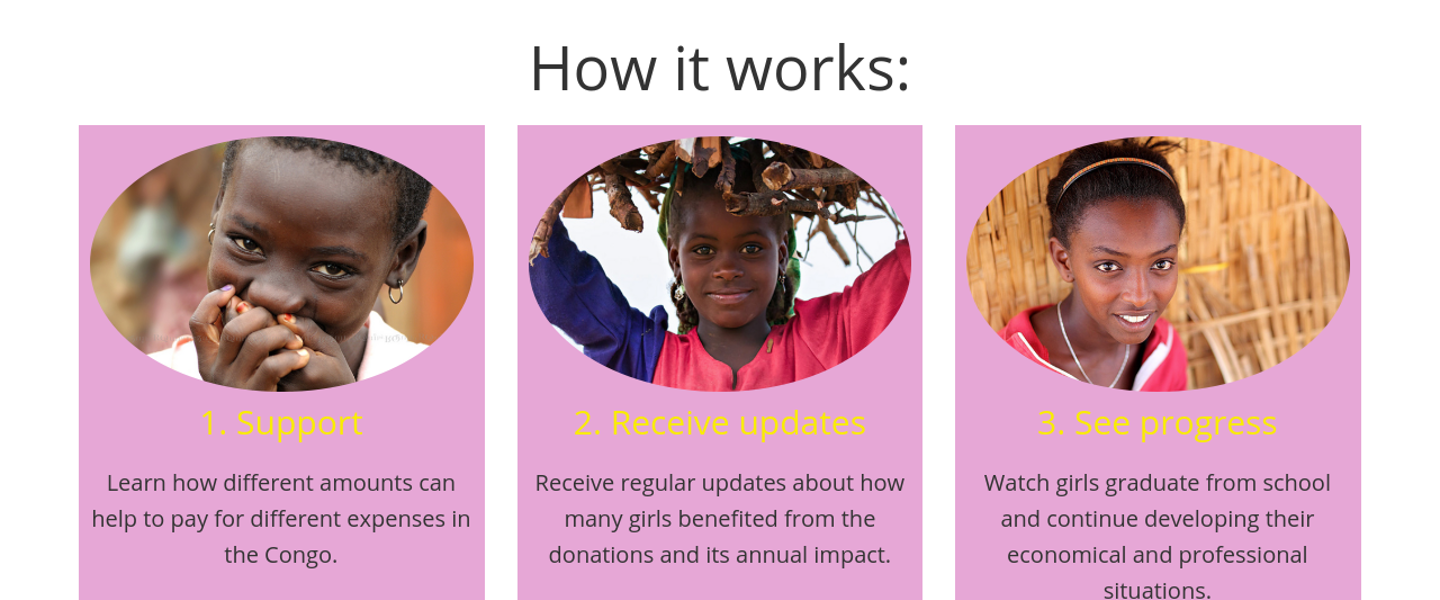 How it works:
1. Support
Learn how different amounts can
help to pay for different expenses in
the Congo.
2. Receive updates
Receive regular updates about how
many girls benefited from the
donations and its annual impact.
3. See progress
Watch girls graduate from school
and continue developing their
economical and professional
situations.